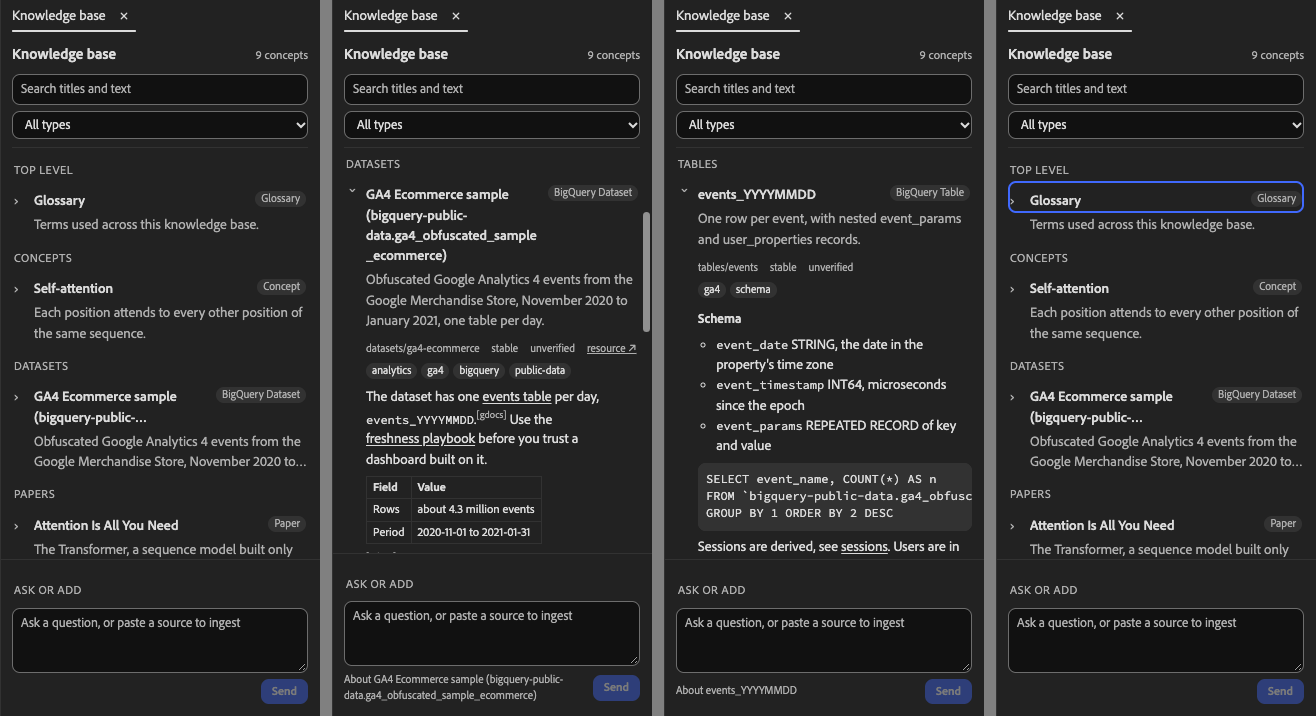 Knowledge base ×
Knowledge base 9 concepts
Search titles and text
All types
TOP LEVEL
› Glossary Glossary
Terms used across this knowledge base.
CONCEPTS
› Self-attention Concept
Each position attends to every other position of
the same sequence.
DATASETS
› GA4 Ecommerce sample BigQuery Dataset
(bigquery-public-...
Obfuscated Google Analytics 4 events from the
Google Merchandise Store, November 2020 to...
PAPERS
› Attention Is All You Need Paper
The Transformer, a sequence model built only
ASK OR ADD
Ask a question, or paste a source to ingest
Send
Knowledge base ×
Knowledge base 9 concepts
Search titles and text
All types
DATASETS
GA4 Ecommerce sample BigQuery Dataset
(bigquery-public-
data.ga4_obfuscated_sample
_ecommerce)
Obfuscated Google Analytics 4 events from the
Google Merchandise Store, November 2020 to
January 2021, one table per day.
datasets/ga4-ecommerce stable unverified resource ↗
analytics ga4 bigquery public-data
The dataset has one events table per day,
events_YYYYMMDD.[gdocs] Use the
freshness playbook before you trust a
dashboard built on it.
Field Value
Rows about 4.3 million events
Period 2020-11-01 to 2021-01-31
ASK OR ADD
Ask a question, or paste a source to ingest
About GA4 Ecommerce sample (bigquery-public-
data.ga4_obfuscated_sample_ecommerce)
Send
Knowledge base ×
Knowledge base 9 concepts
Search titles and text
All types
TABLES
events_YYYYMMDD BigQuery Table
One row per event, with nested event_params
and user_properties records.
tables/events stable unverified
ga4 schema
Schema
event_date STRING, the date in the
property's time zone
event_timestamp INT64, microseconds
since the epoch
event_params REPEATED RECORD of key
and value
SELECT event_name, COUNT(*) AS n
FROM `bigquery-public-data.ga4_obfusc
GROUP BY 1 ORDER BY 2 DESC
Sessions are derived, see sessions. Users are in
ASK OR ADD
Ask a question, or paste a source to ingest
About events_YYYYMMDD
Send
Knowledge base ×
Knowledge base 9 concepts
Search titles and text
All types
TOP LEVEL
› Glossary Glossary
Terms used across this knowledge base.
CONCEPTS
› Self-attention Concept
Each position attends to every other position of
the same sequence.
DATASETS
› GA4 Ecommerce sample BigQuery Dataset
(bigquery-public-...
Obfuscated Google Analytics 4 events from the
Google Merchandise Store, November 2020 to...
PAPERS
› Attention Is All You Need Paper
The Transformer, a sequence model built only
ASK OR ADD
Ask a question, or paste a source to ingest
Send